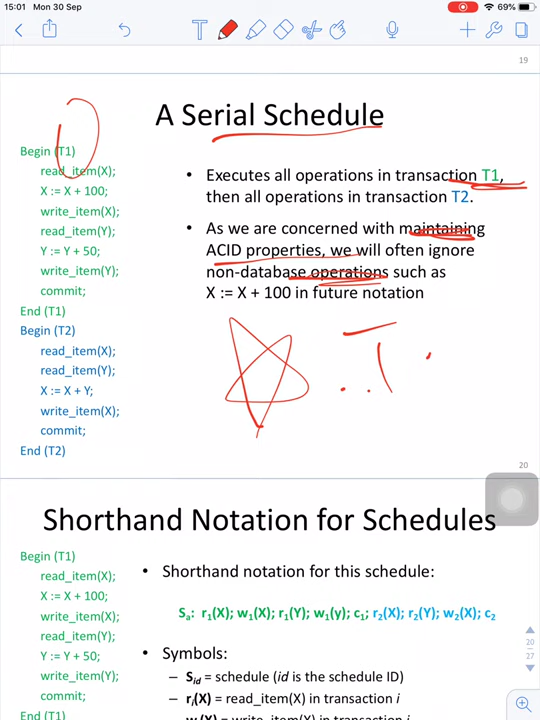 15:01 Mon 30 Sep
69%
19
A Serial Schedule
Begin (T1)
read_item(X);
X := X + 100;
write_item(X);
read_item(Y);
Y := Y + 50;
write_item(Y);
commit;
End (T1)
Begin (T2)
read_item(X);
read_item(Y);
X := X + Y;
write_item(X);
commit;
End (T2)
• Executes all operations in transaction T1,
then all operations in transaction T2.
• As we are concerned with maintaining
ACID properties, we will often ignore
non-database operations such as
X := X + 100 in future notation
20
Shorthand Notation for Schedules
Begin (T1)
read_item(X);
X := X + 100;
write_item(X);
read_item(Y);
Y := Y + 50;
write_item(Y);
commit;
End (T1)
• Shorthand notation for this schedule:
Sa: r1(X); w1(X); r1(Y); w1(y); c1; r2(X); r2(Y); w2(X); c2
• Symbols:
– Sid = schedule (id is the schedule ID)
– ri(X) = read_item(X) in transaction i
– wi(X) = write_item(X) in transaction i
20
27